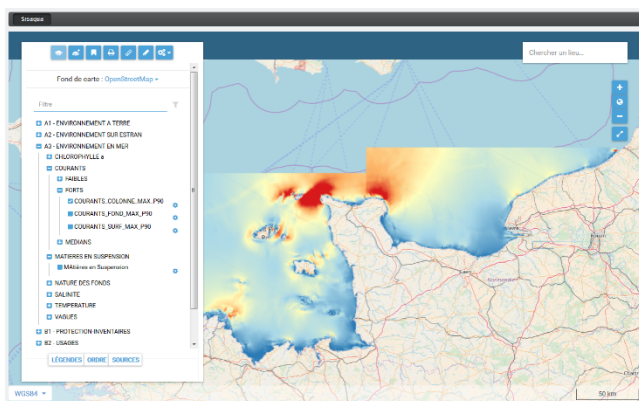 Sisaqua
Chercher un lieu...
Fond de carte : OpenStreetMap
Filtre
A1 - ENVIRONNEMENT A TERRE
A2 - ENVIRONNEMENT SUR ESTRAN
A3 - ENVIRONNEMENT EN MER
CHLOROPHYLLE a
COURANTS
FAIBLES
FORTS
COURANTS_COLONNE_MAX_P90
COURANTS_FOND_MAX_P90
COURANTS_SURF_MAX_P90
MEDIANS
MATIERES EN SUSPENSION
MAtières en Suspension
NATURE DES FONDS
SALINITE
TEMPERATURE
VAGUES
B1 - PROTECTION INVENTAIRES
B2 - USAGES
LÉGENDES ORDRE SOURCES
WGS84
50 km